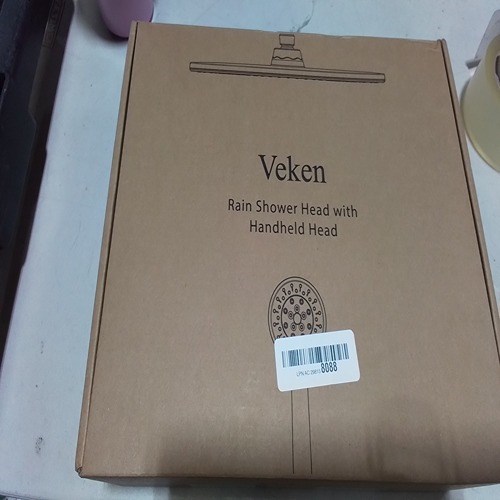 Veken
Rain Shower Head with
Handheld Head
8088